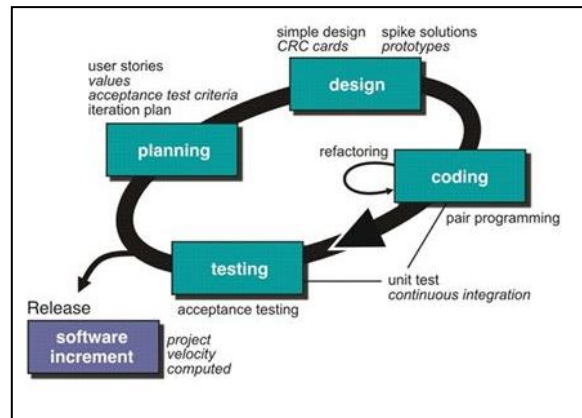 simple design
CRC cards
spike solutions
prototypes
user stories
values
acceptance test criteria
iteration plan
design
planning
refactoring
coding
pair programming
testing
unit test
continuous integration
acceptance testing
Release
software
increment
project
velocity
computed